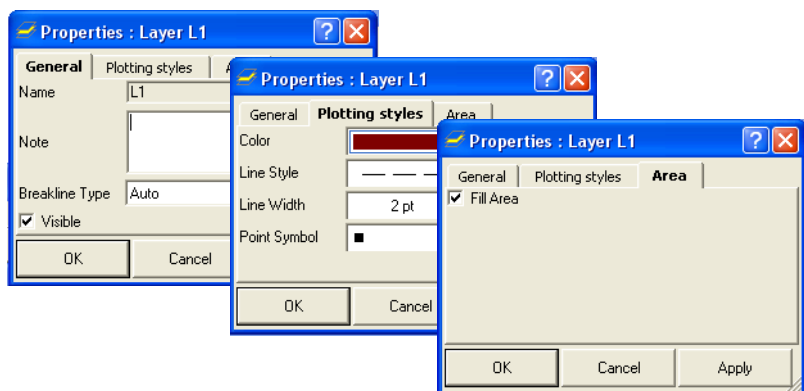 Properties : Layer L1
General Plotting styles
Name L1
Note
Breakline Type Auto
Visible
OK Cancel
Properties : Layer L1
General Plotting styles Area
Color
Line Style
Line Width 2 pt
Point Symbol
OK Cancel
Properties : Layer L1
General Plotting styles Area
Fill Area
OK Cancel Apply